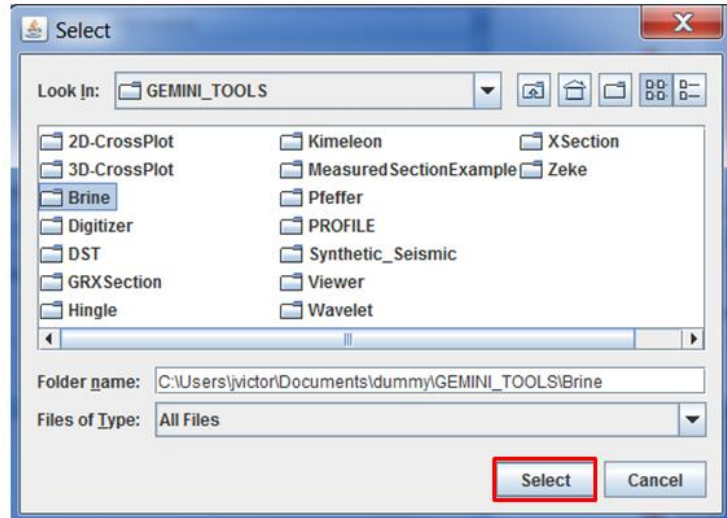 Select
Look In: GEMINI_TOOLS
2D-CrossPlot Kimeleon XSection
3D-CrossPlot MeasuredSectionExample Zeke
Brine Pfeffer
Digitizer PROFILE
DST Synthetic_Seismic
GRXSection Viewer
Hingle Wavelet
Folder name: C:\Users\jvictor\Documents\dummy\GEMINI_TOOLS\Brine
Files of Type: All Files
Select Cancel